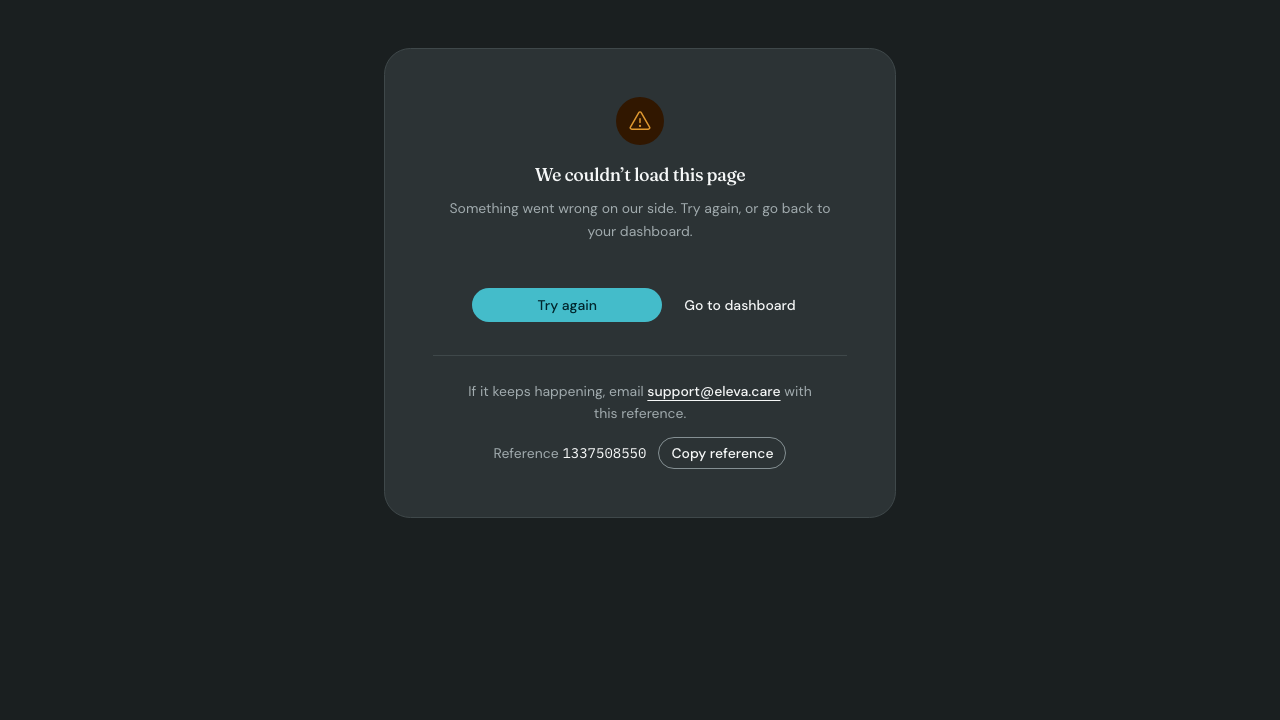 We couldn’t load this page
Something went wrong on our side. Try again, or go back to
your dashboard.
Try again
Go to dashboard
If it keeps happening, email support@eleva.care with
this reference.
Reference 1337508550
Copy reference